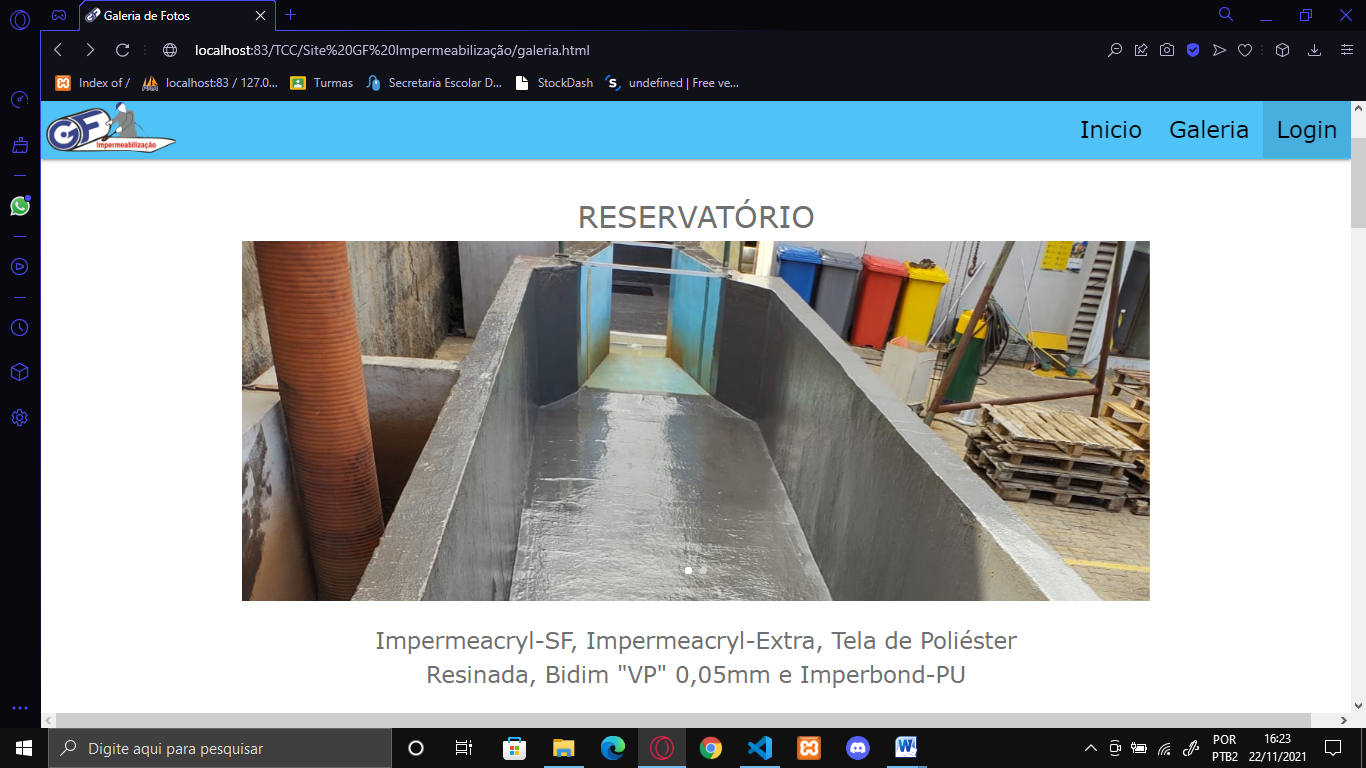 Galeria de Fotos
localhost:83/TCC/Site%20GF%20Impermeabilização/galeria.html
Index of /
localhost:83 / 127.0...
Turmas
Secretaria Escolar D...
StockDash
undefined | Free ve...
GF
Impermeabilização
Inicio
Galeria
Login
RESERVATÓRIO
Impermeacryl-SF, Impermeacryl-Extra, Tela de Poliéster
Resinada, Bidim "VP" 0,05mm e Imperbond-PU
Digite aqui para pesquisar
POR
PTB2
16:23
22/11/2021